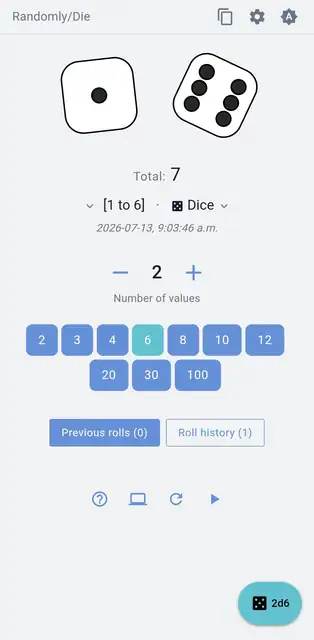 Randomly/Die
Total: 7
[1 to 6] · Dice
2026-07-13, 9:03:46 a.m.
2
Number of values
2 3 4 6 8 10 12
20 30 100
Previous rolls (0) Roll history (1)
2d6